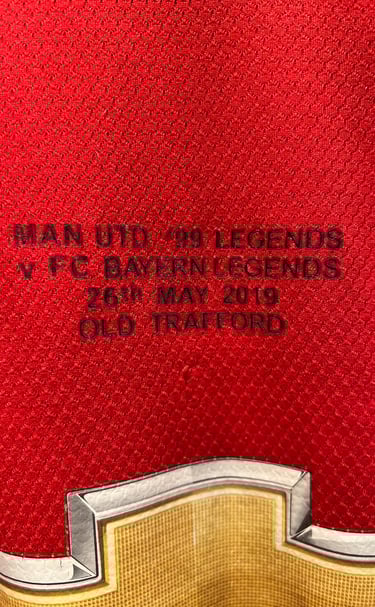 MAN UTD '99 LEGENDS
v FC BAYERN LEGENDS
26TH MAY 2019
OLD TRAFFORD